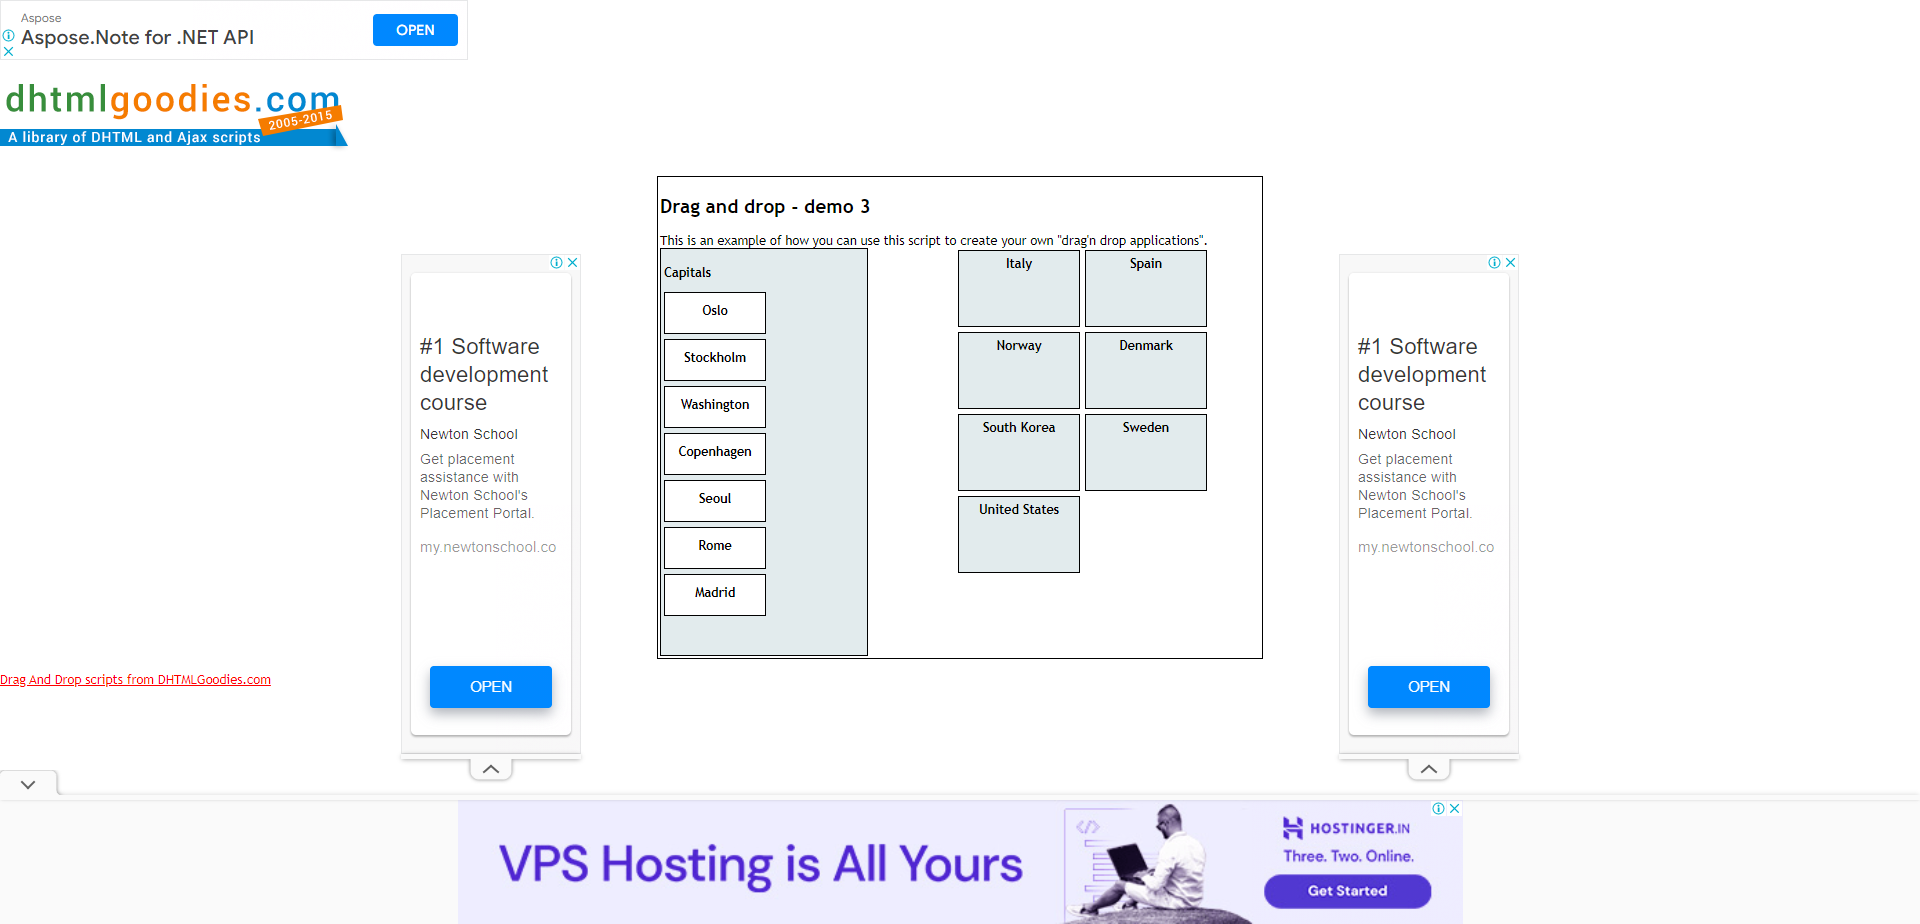 Aspose
Aspose.Note for .NET API
OPEN
dhtmlgoodies.com
2005-2015
A library of DHTML and Ajax scripts
Drag and drop - demo 3
This is an example of how you can use this script to create your own "drag'n drop applications".
Capitals
Oslo
Stockholm
Washington
Copenhagen
Seoul
Rome
Madrid
Italy
Spain
Norway
Denmark
South Korea
Sweden
United States
#1 Software
development
course
Newton School
Get placement
assistance with
Newton School's
Placement Portal.
my.newtonschool.co
OPEN
#1 Software
development
course
Newton School
Get placement
assistance with
Newton School's
Placement Portal.
my.newtonschool.co
OPEN
Drag And Drop scripts from DHTMLGoodies.com
VPS Hosting is All Yours
</>
HOSTINGER.IN
Three. Two. Online.
Get Started